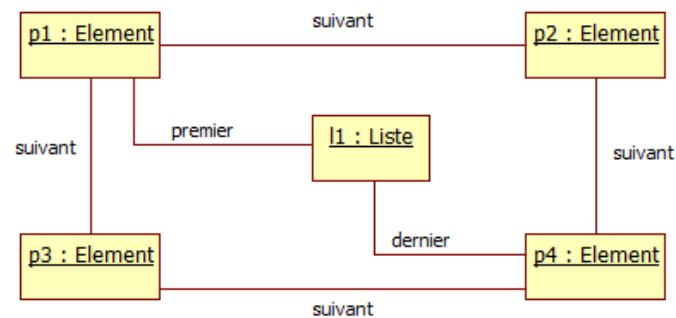 suivant
p1 : Element
p2 : Element
premier
l1 : Liste
suivant
suivant
dernier
p3 : Element
p4 : Element
suivant